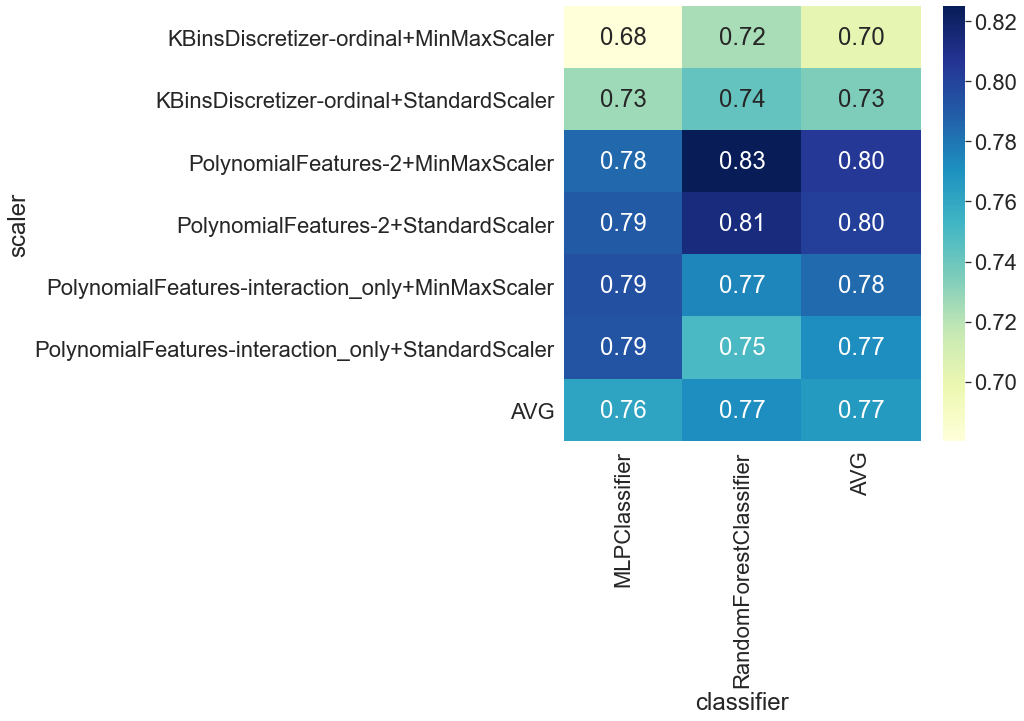 KBinsDiscretizer-ordinal+MinMaxScaler 0.68 0.72 0.70
KBinsDiscretizer-ordinal+StandardScaler 0.73 0.74 0.73
PolynomialFeatures-2+MinMaxScaler 0.78 0.83 0.80
PolynomialFeatures-2+StandardScaler 0.79 0.81 0.80
PolynomialFeatures-interaction_only+MinMaxScaler 0.79 0.77 0.78
PolynomialFeatures-interaction_only+StandardScaler 0.79 0.75 0.77
AVG 0.76 0.77 0.77
scaler
MLPClassifier
RandomForestClassifier
AVG
classifier
0.82
0.80
0.78
0.76
0.74
0.72
0.70